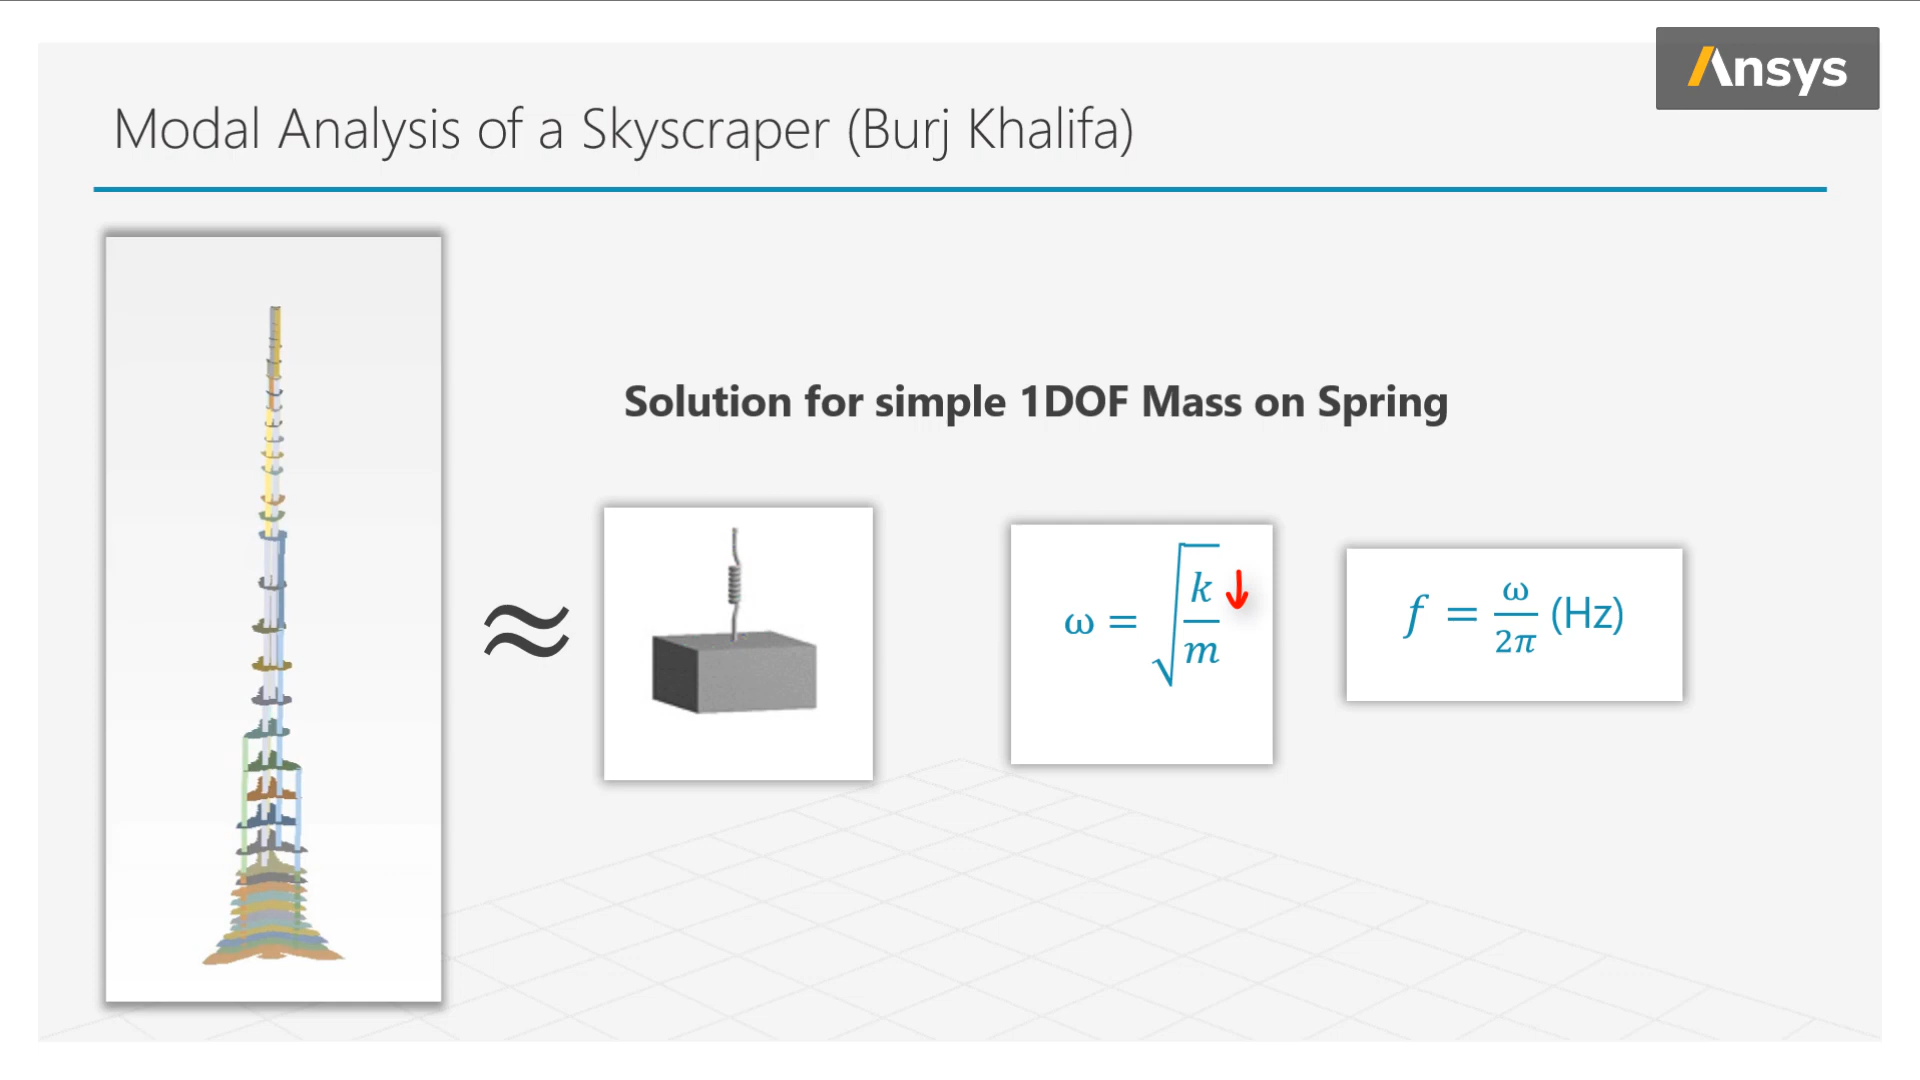 Ansys
Modal Analysis of a Skyscraper (Burj Khalifa)
Solution for simple 1DOF Mass on Spring
≈
ω = √(k/m) ↓
f = ω/2π (Hz)